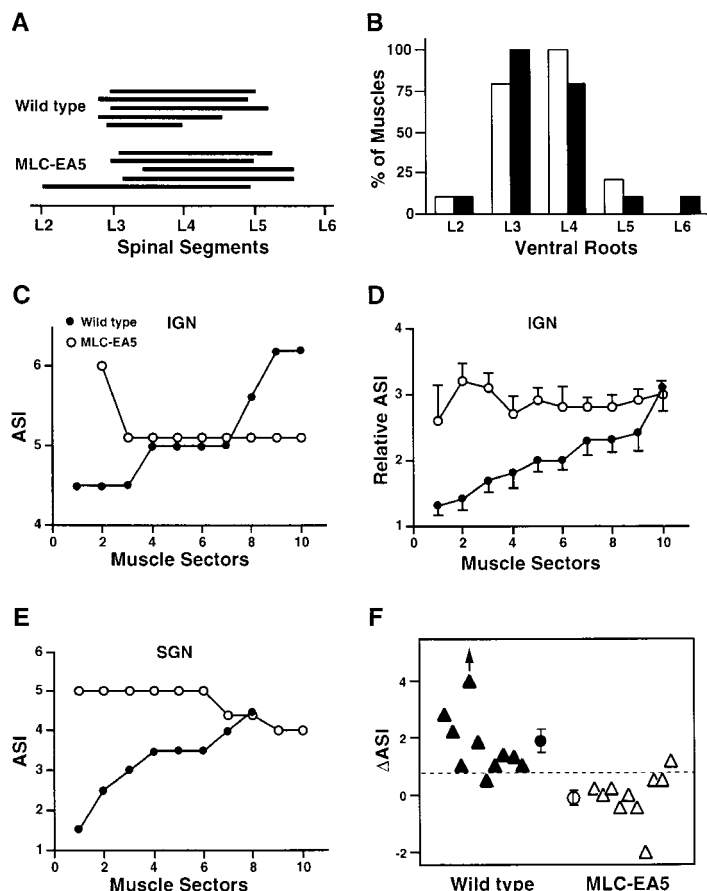 A
Wild type
MLC-EA5
L2 L3 L4 L5 L6
Spinal Segments
B
100
75
50
25
0
% of Muscles
L2 L3 L4 L5 L6
Ventral Roots
C
IGN
Wild type
MLC-EA5
6
5
4
ASI
0 2 4 6 8 10
Muscle Sectors
D
IGN
4
3
2
1
Relative ASI
0 2 4 6 8 10
Muscle Sectors
E
SGN
6
5
4
3
2
1
ASI
0 2 4 6 8 10
Muscle Sectors
F
4
2
0
-2
ΔASI
Wild type MLC-EA5